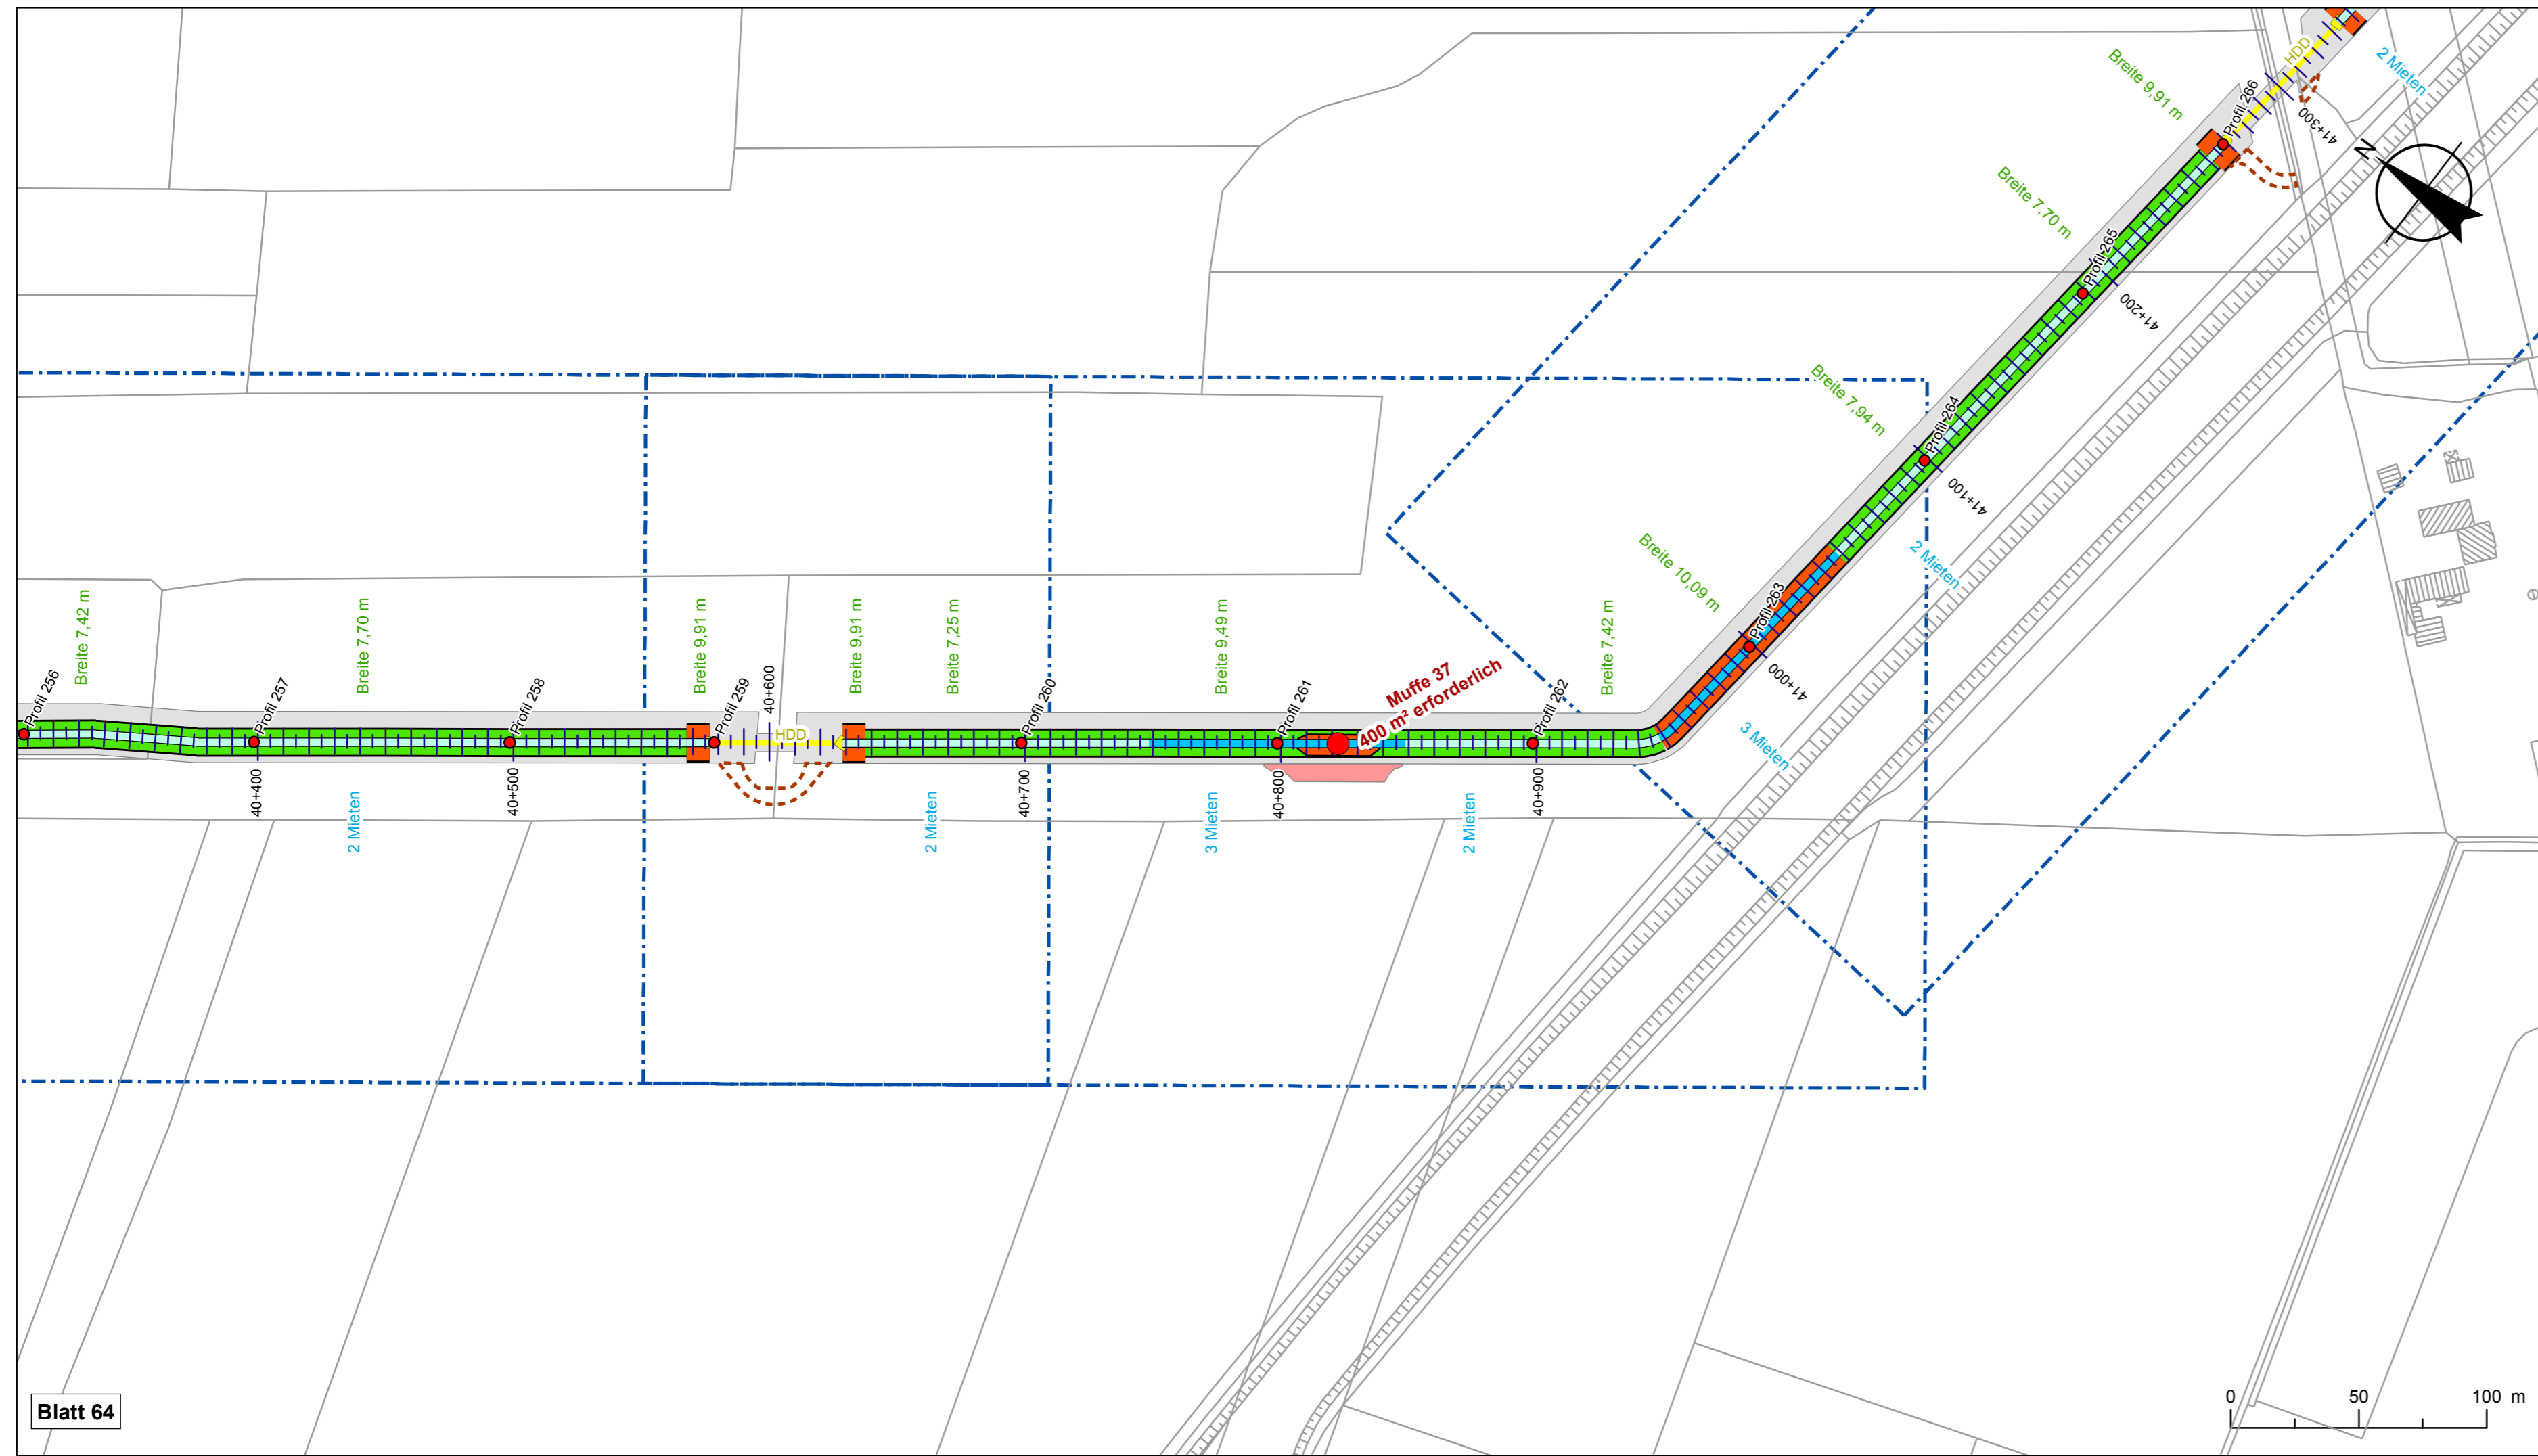 HDD
2 Mieten
Breite 9,91 m
Profil 266
41+300
N
Breite 7,70 m
Profil 265
41+200
Breite 7,94 m
Profil 264
41+100
2 Mieten
Breite 10,09 m
Profil 263
41+000
3 Mieten
Breite 7,42 m
Breite 7,70 m
Breite 9,91 m
Breite 9,91 m
Breite 7,25 m
Breite 9,49 m
Breite 7,42 m
Profil 256
Profil 257
Profil 258
Profil 259
40+600
HDD
Profil 260
Profil 261
Muffe 37
400 m² erforderlich
Profil 262
40+400
40+500
40+700
40+800
40+900
2 Mieten
2 Mieten
3 Mieten
2 Mieten
Blatt 64
0 50 100 m